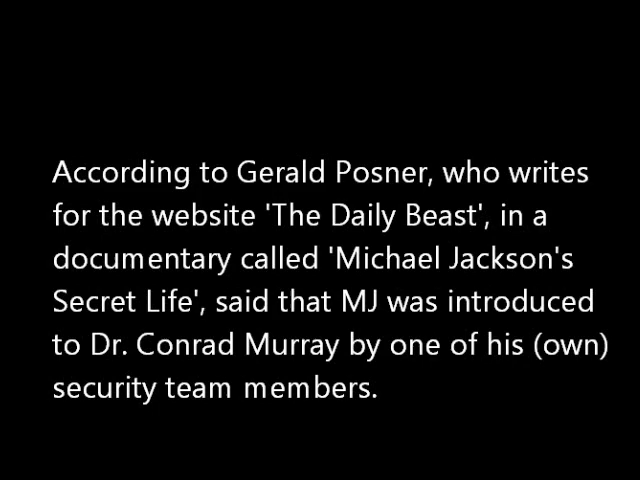 According to Gerald Posner, who writes
for the website 'The Daily Beast', in a
documentary called 'Michael Jackson's
Secret Life', said that MJ was introduced
to Dr. Conrad Murray by one of his (own)
security team members.